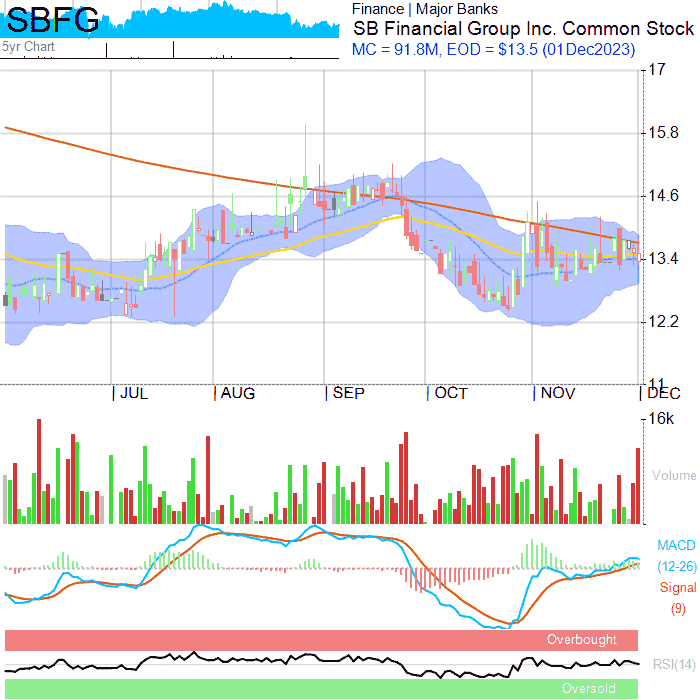 SBFG
5yr Chart
Finance | Major Banks
SB Financial Group Inc. Common Stock
MC = 91.8M, EOD = $13.5 (01Dec2023)
17
15.8
14.6
13.4
12.2
11
JUL AUG SEP OCT NOV DEC
16k
Volume
MACD
(12-26)
Signal
(9)
Overbought
RSI(14)
Oversold